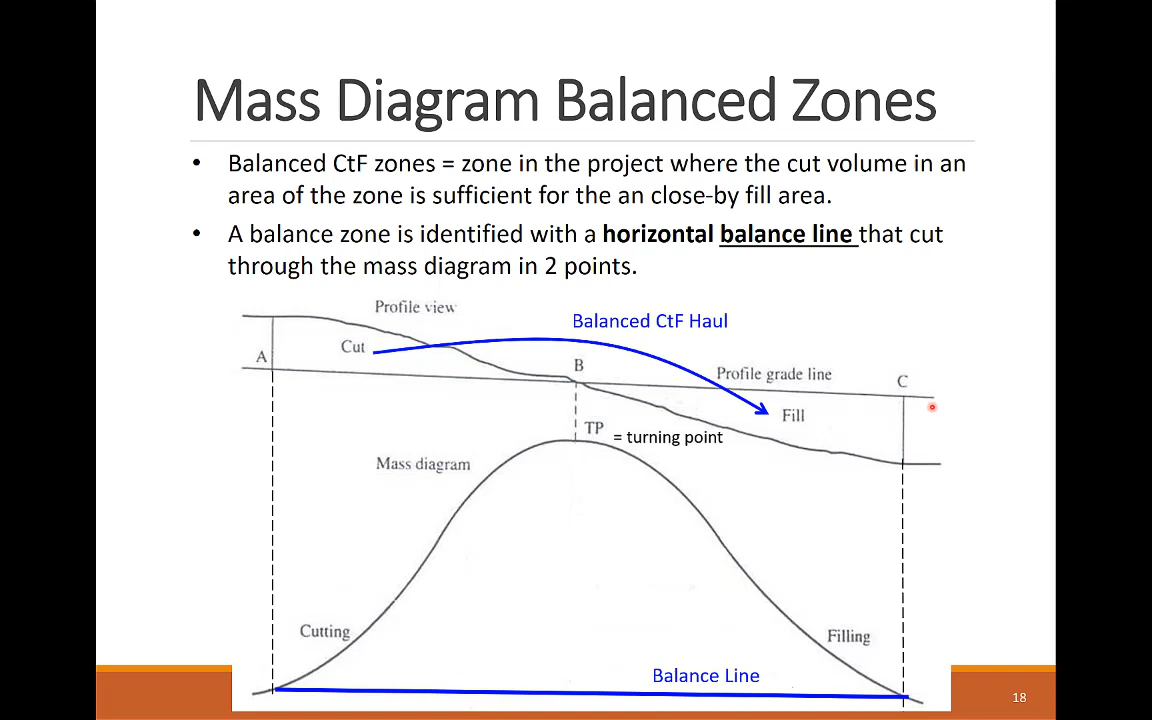 Mass Diagram Balanced Zones
• Balanced CtF zones = zone in the project where the cut volume in an
area of the zone is sufficient for the an close-by fill area.
• A balance zone is identified with a horizontal balance line that cut
through the mass diagram in 2 points.
Profile view
Balanced CtF Haul
Cut
A
B
Profile grade line
C
Fill
TP = turning point
Mass diagram
Cutting
Filling
Balance Line
18